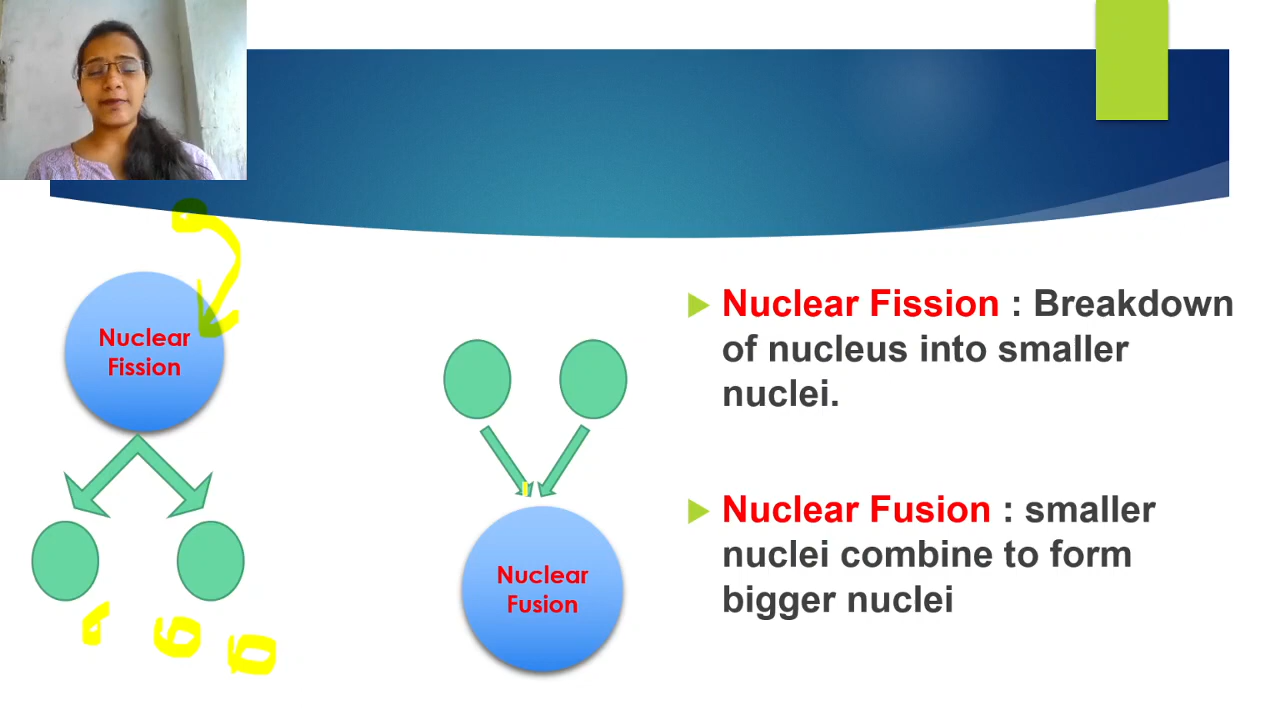 Nuclear
Fission
Nuclear
Fusion
Nuclear Fission : Breakdown
of nucleus into smaller
nuclei.
Nuclear Fusion : smaller
nuclei combine to form
bigger nuclei